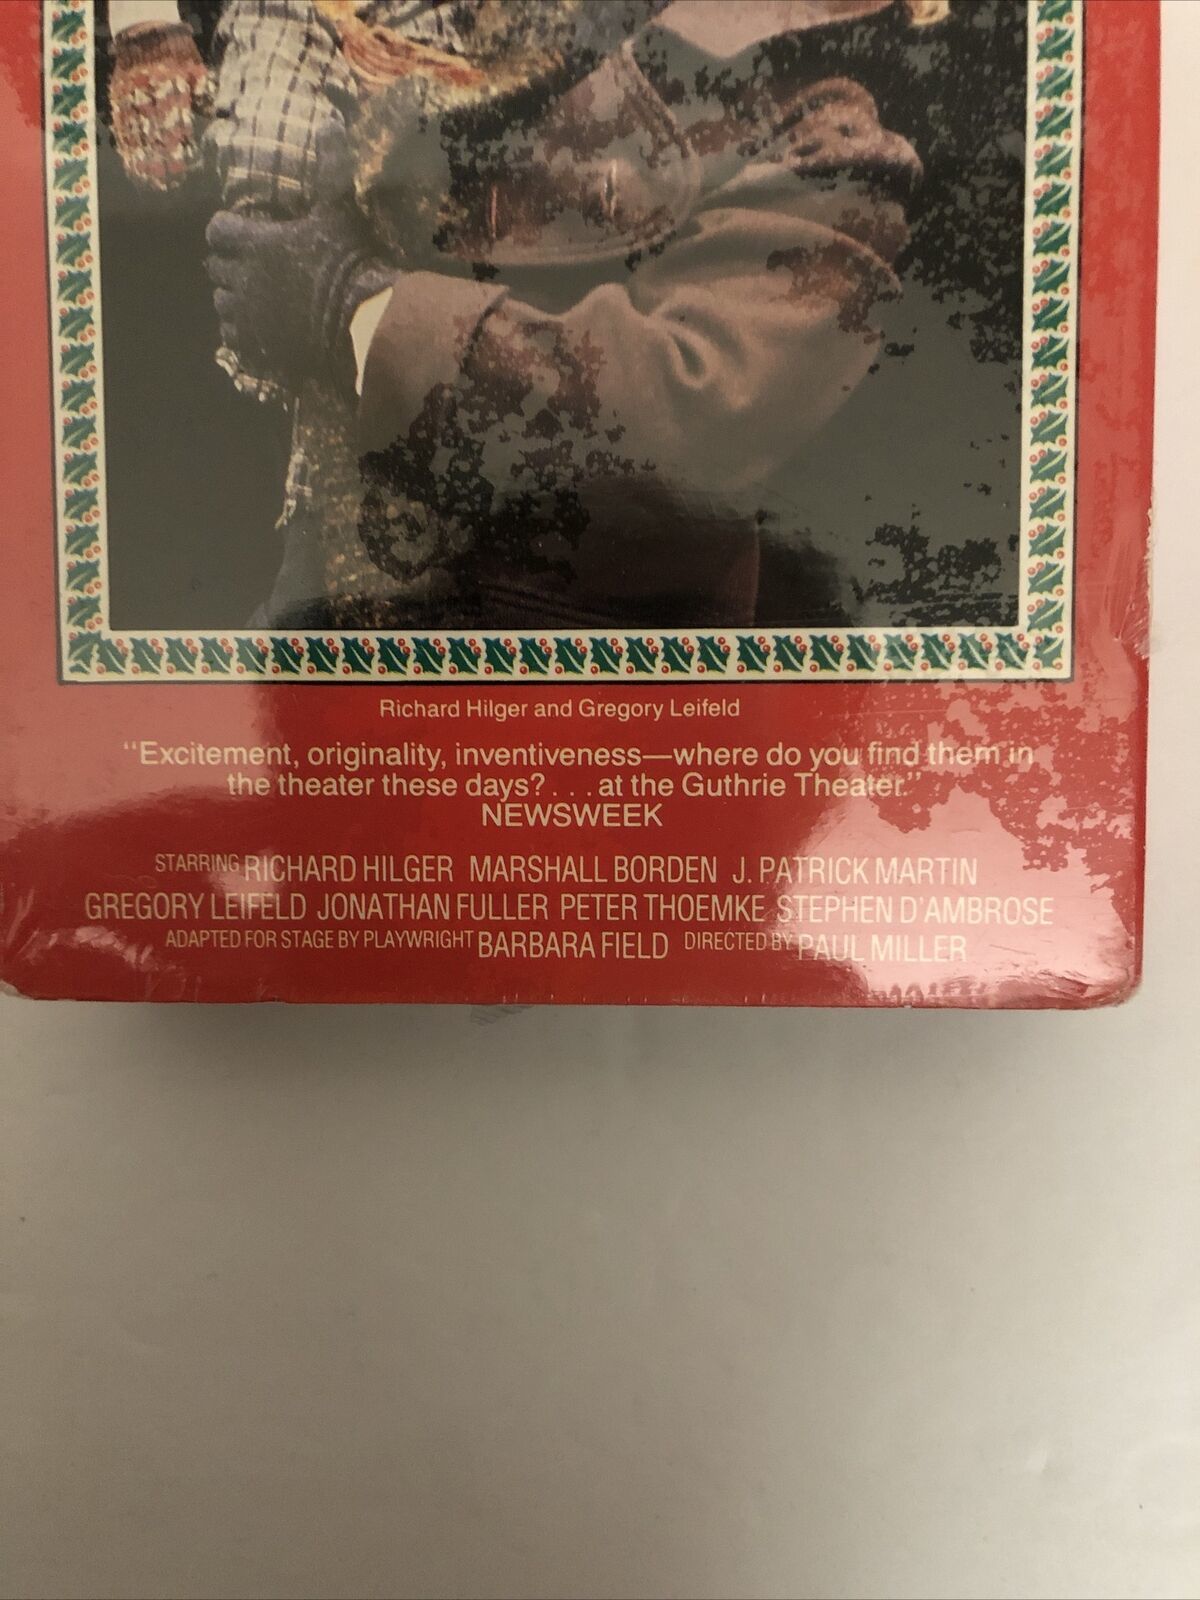 Richard Hilger and Gregory Leifeld
“Excitement, originality, inventiveness—where do you find them in
the theater these days? . . . at the Guthrie Theater.”
NEWSWEEK
STARRING RICHARD HILGER MARSHALL BORDEN J. PATRICK MARTIN
GREGORY LEIFELD JONATHAN FULLER PETER THOEMKE STEPHEN D'AMBROSE
ADAPTED FOR STAGE BY PLAYWRIGHT BARBARA FIELD DIRECTED BY PAUL MILLER